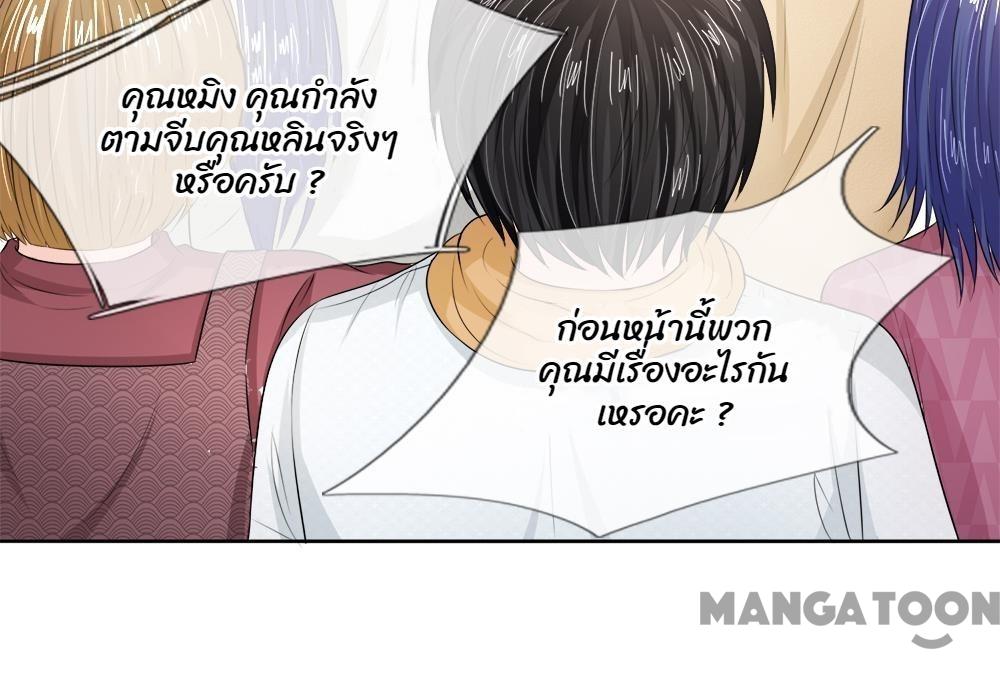 คุณหมิง คุณกำลัง
ตามจีบคุณหลินจริงๆ
หรือครับ ?
ก่อนหน้านี้พวก
คุณมีเรื่องอะไรกัน
เหรอคะ ?
MANGATOON